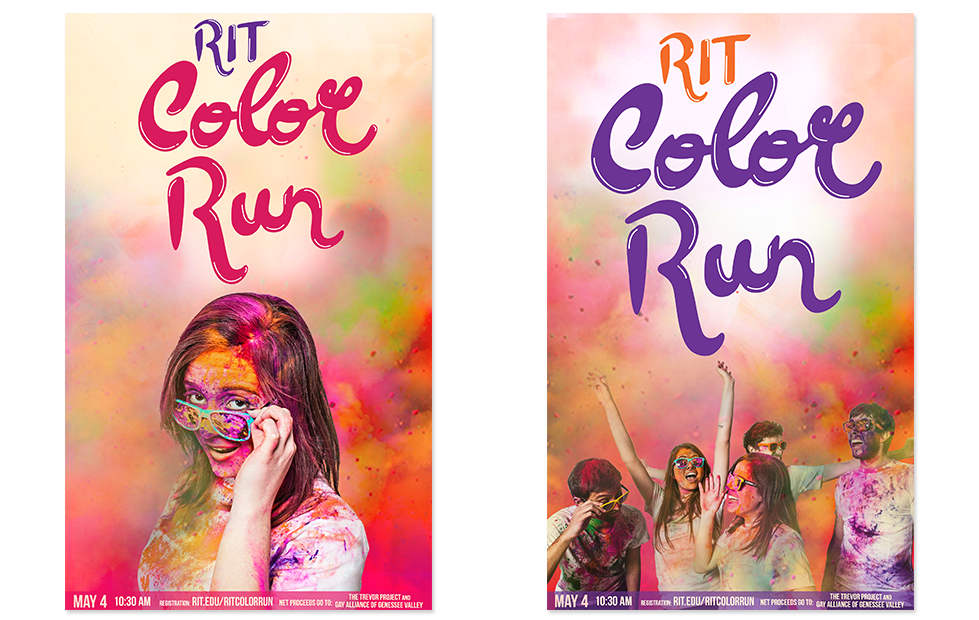 RIT
Color
Run
MAY 4 10:30 AM REGISTRATION: RIT.EDU/RITCOLORRUN NET PROCEEDS GO TO: THE TREVOR PROJECT AND
GAY ALLIANCE OF GENESSEE VALLEY
RIT
Color
Run
MAY 4 10:30 AM REGISTRATION: RIT.EDU/RITCOLORRUN NET PROCEEDS GO TO: THE TREVOR PROJECT AND
GAY ALLIANCE OF GENESSEE VALLEY